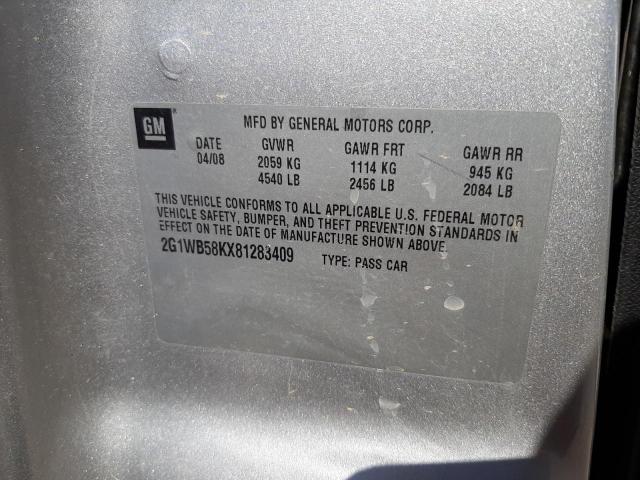 GM
MFD BY GENERAL MOTORS CORP.
DATE GVWR GAWR FRT GAWR RR
04/08 2059 KG 1114 KG 945 KG
4540 LB 2456 LB 2084 LB
THIS VEHICLE CONFORMS TO ALL APPLICABLE U.S. FEDERAL MOTOR
VEHICLE SAFETY, BUMPER, AND THEFT PREVENTION STANDARDS IN
EFFECT ON THE DATE OF MANUFACTURE SHOWN ABOVE.
2G1WB58KX81283409 TYPE: PASS CAR